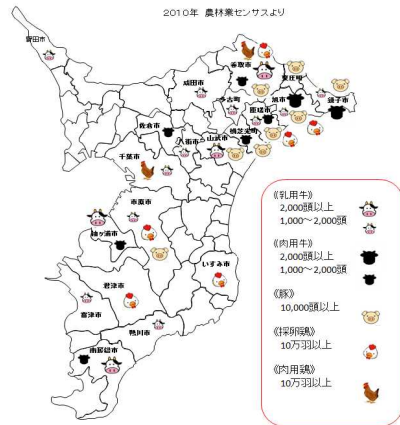 2010年 農林業センサスより
野田市
香取市
東庄町
成田市
多古町
旭市
銚子市
匝瑳市
佐倉市
八街市
山武市
横芝光町
千葉市
市原市
袖ヶ浦市
いすみ市
君津市
富津市
鴨川市
南房総市
《乳用牛》
2,000頭以上
1,000～2,000頭
《肉用牛》
2,000頭以上
1,000～2,000頭
《豚》
10,000頭以上
《採卵鶏》
10万羽以上
《肉用鶏》
10万羽以上